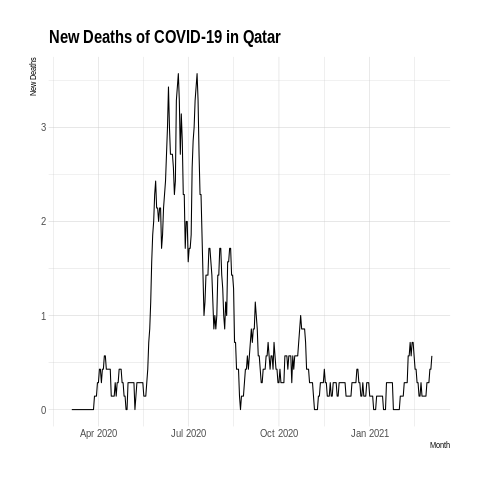 New Deaths of COVID-19 in Qatar
New Deaths
3
2
1
0
Apr 2020 Jul 2020 Oct 2020 Jan 2021
Month